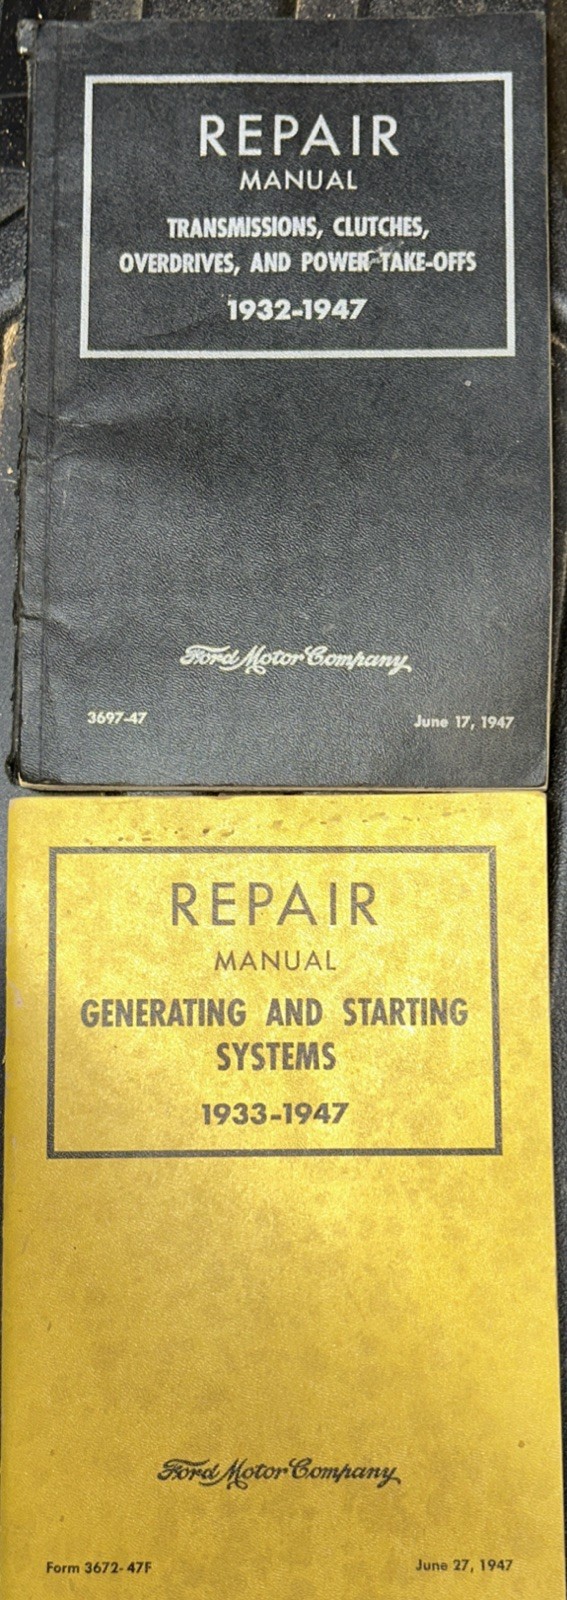 REPAIR
MANUAL
TRANSMISSIONS, CLUTCHES,
OVERDRIVES, AND POWER TAKE-OFFS
1932-1947
Ford Motor Company
3697-47 June 17, 1947
REPAIR
MANUAL
GENERATING AND STARTING
SYSTEMS
1933-1947
Ford Motor Company
Form 3672-47F June 27, 1947